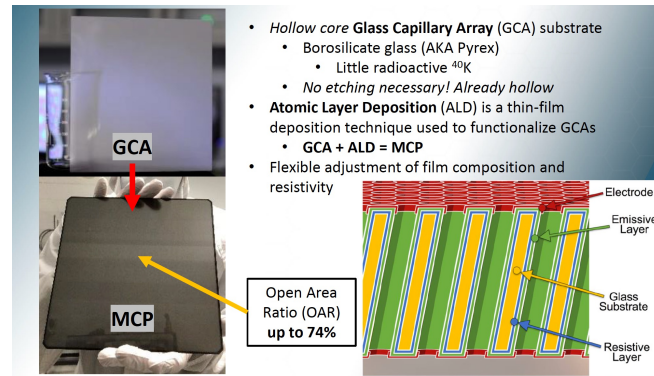 • Hollow core Glass Capillary Array (GCA) substrate
• Borosilicate glass (AKA Pyrex)
• Little radioactive ⁴⁰K
• No etching necessary! Already hollow
• Atomic Layer Deposition (ALD) is a thin-film
deposition technique used to functionalize GCAs
• GCA + ALD = MCP
• Flexible adjustment of film composition and
resistivity
GCA
MCP
Open Area
Ratio (OAR)
up to 74%
Electrode
Emissive
Layer
Glass
Substrate
Resistive
Layer